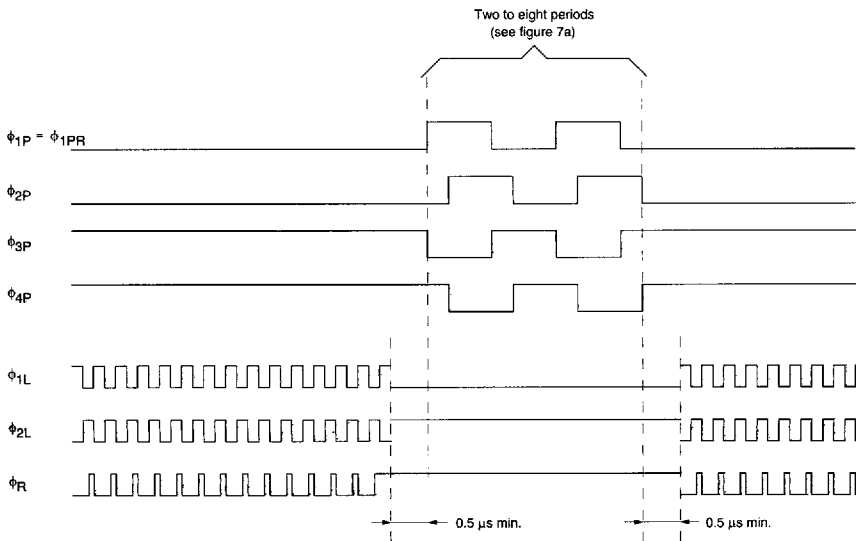 Two to eight periods
(see figure 7a)
ϕ1P = ϕ1PR
ϕ2P
ϕ3P
ϕ4P
ϕ1L
ϕ2L
ϕR
0.5 µs min.
0.5 µs min.